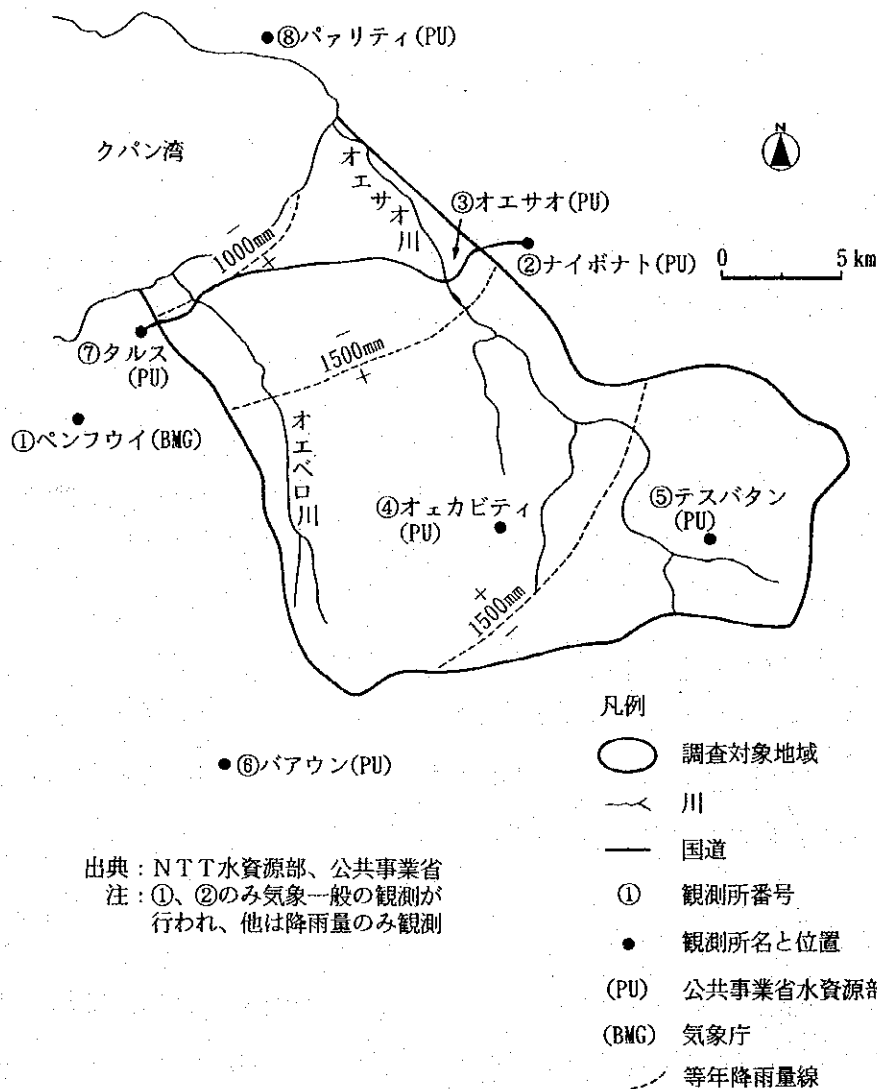 ⑧パァリティ(PU)
クパン湾
N
オエサオ川
③オエサオ(PU)
②ナイボナト(PU)
0 5 km
1000mm
－
＋
⑦タルス
(PU)
1500mm
－
＋
①ペンフウイ(BMG)
オエベロ川
④オェカビティ
(PU)
⑤テスバタン
(PU)
＋
1500mm
－
⑥バアウン(PU)
凡例
調査対象地域
川
国道
① 観測所番号
● 観測所名と位置
(PU) 公共事業省水資源部
(BMG) 気象庁
等年降雨量線
出典：ＮＴＴ水資源部、公共事業省
注：①、②のみ気象一般の観測が
行われ、他は降雨量のみ観測